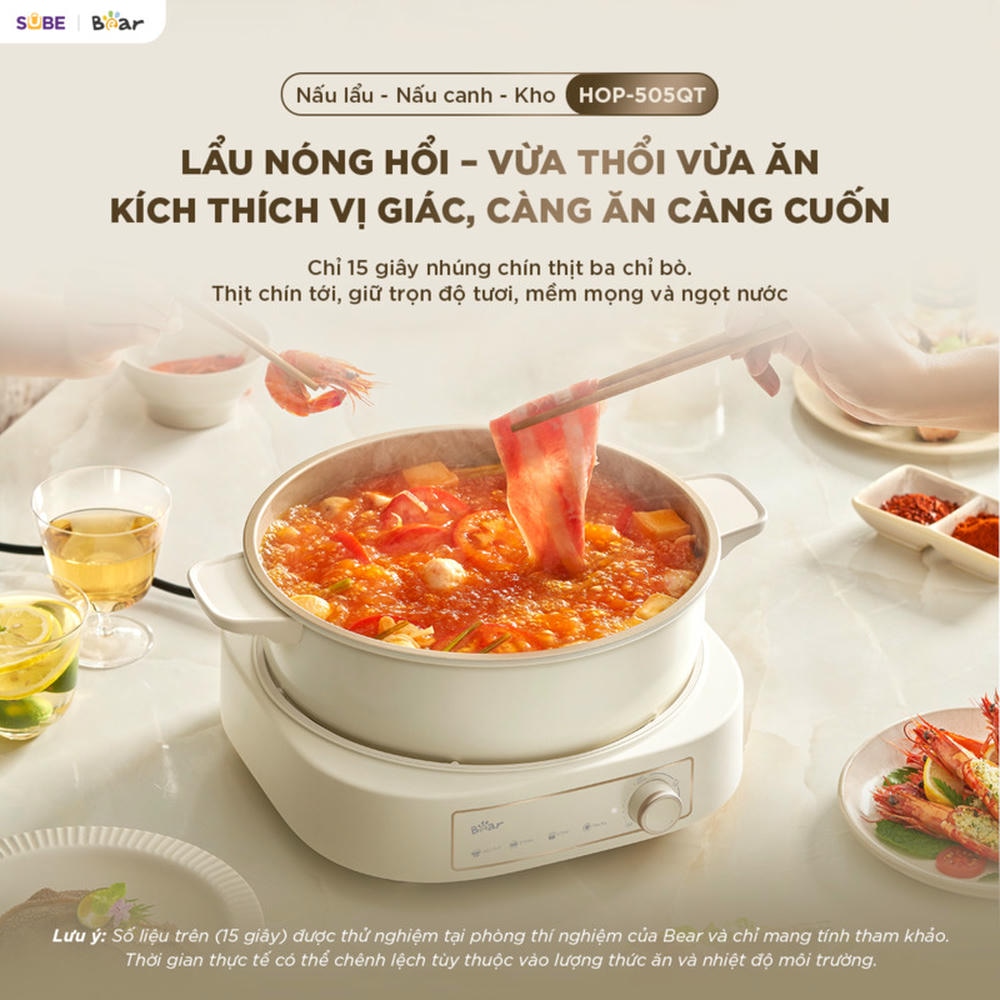 SUBE | Bear
Nấu lẩu - Nấu canh - Kho HOP-505QT
LẨU NÓNG HỔI – VỪA THỔI VỪA ĂN
KÍCH THÍCH VỊ GIÁC, CÀNG ĂN CÀNG CUỐN
Chỉ 15 giây nhúng chín thịt ba chỉ bò.
Thịt chín tới, giữ trọn độ tươi, mềm mọng và ngọt nước
Bear
Lưu ý: Số liệu trên (15 giây) được thử nghiệm tại phòng thí nghiệm của Bear và chỉ mang tính tham khảo.
Thời gian thực tế có thể chênh lệch tùy thuộc vào lượng thức ăn và nhiệt độ môi trường.